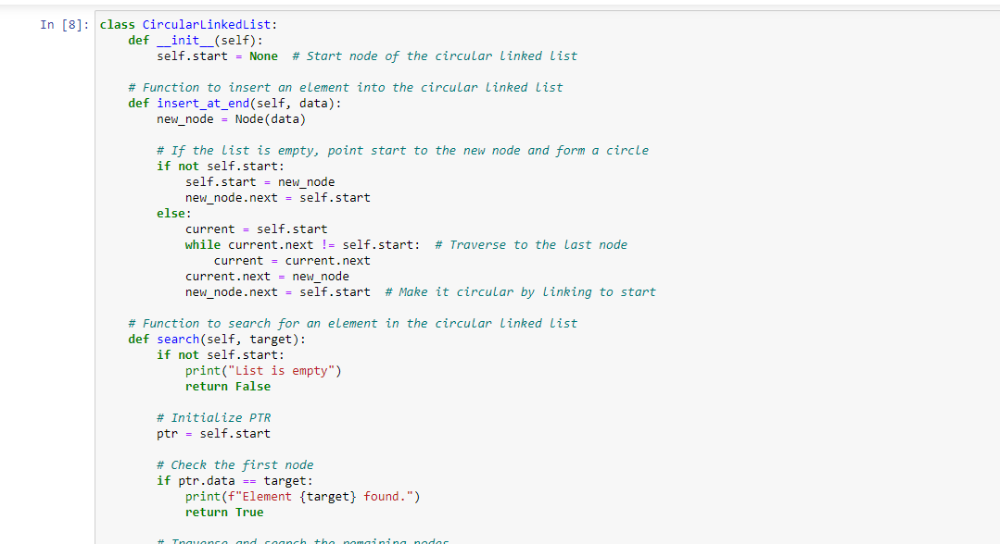 In [8]: class CircularLinkedList:
    def __init__(self):
        self.start = None  # Start node of the circular linked list

    # Function to insert an element into the circular linked list
    def insert_at_end(self, data):
        new_node = Node(data)

        # If the list is empty, point start to the new node and form a circle
        if not self.start:
            self.start = new_node
            new_node.next = self.start
        else:
            current = self.start
            while current.next != self.start:  # Traverse to the last node
                current = current.next
            current.next = new_node
            new_node.next = self.start  # Make it circular by linking to start

    # Function to search for an element in the circular linked list
    def search(self, target):
        if not self.start:
            print("List is empty")
            return False

        # Initialize PTR
        ptr = self.start

        # Check the first node
        if ptr.data == target:
            print(f"Element {target} found.")
            return True

        # Traverse and search the remaining nodes